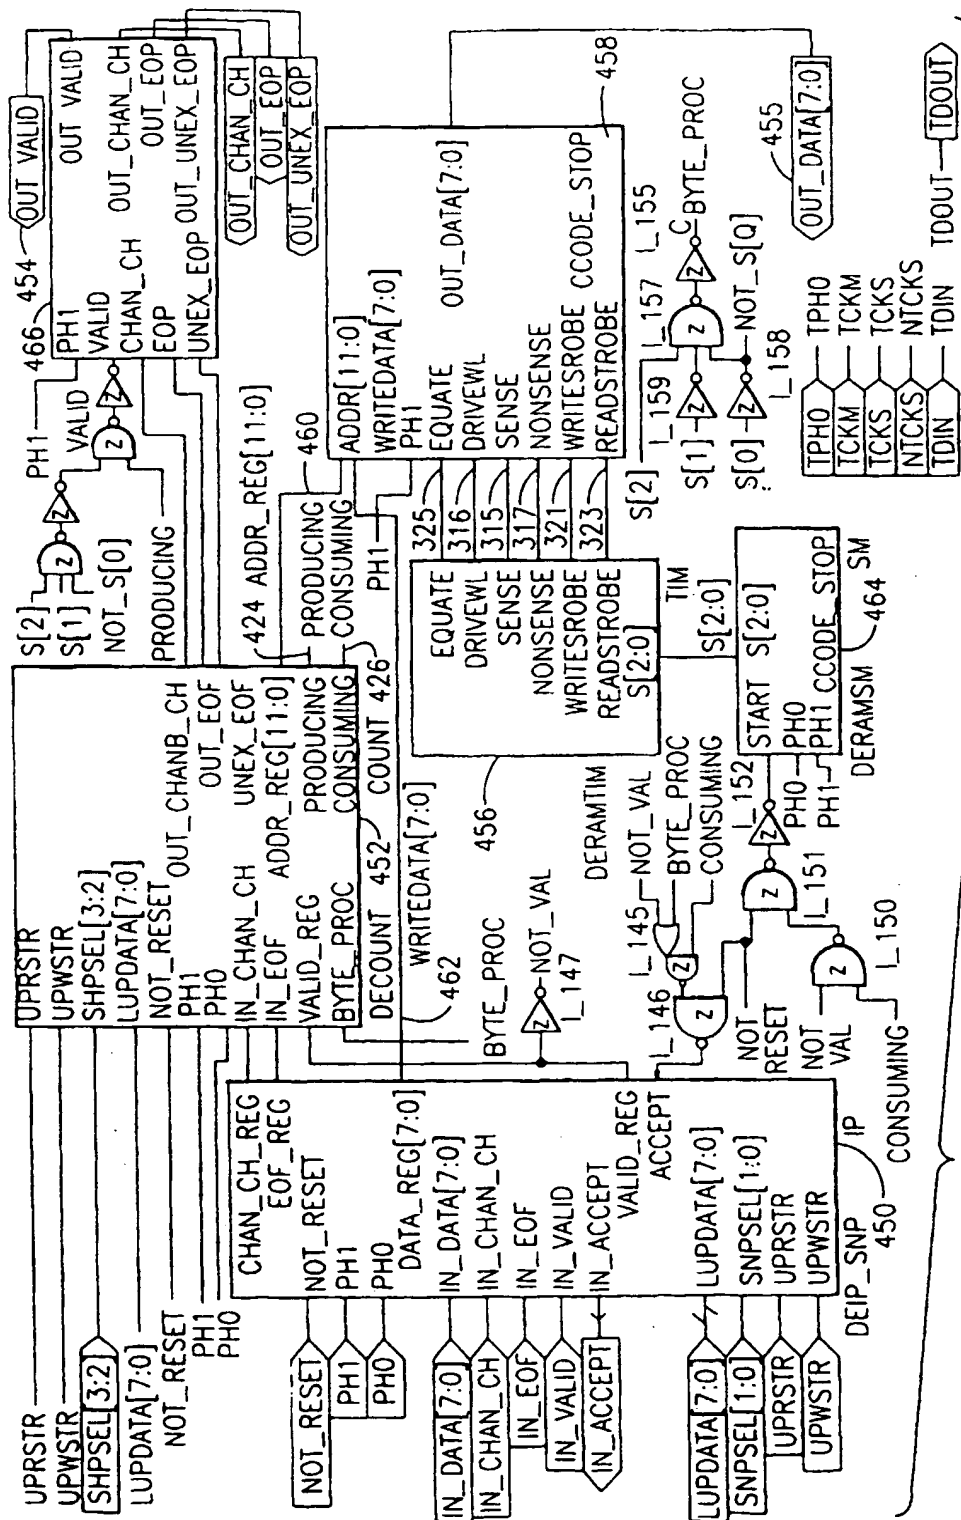 UPRSTR
UPWSTR
SHPSEL[3:2]
LUPDATA[7:0]
NOT_RESET
PH1
PH0
NOT_RESET
PH1
PH0
IN_DATA[7:0]
IN_CHAN_CH
IN_EOF
IN_VALID
IN_ACCEPT
LUPDATA[7:0]
SNPSEL[1:0]
UPRSTR
UPWSTR
CHAN_CH_REG
EOF_REG
NOT_RESET
PH1
PH0
DATA_REG[7:0]
IN_DATA[7:0]
IN_CHAN_CH
IN_EOF
IN_VALID
IN_ACCEPT
VALID_REG
ACCEPT
LUPDATA[7:0]
SNPSEL[1:0]
UPRSTR
UPWSTR
DEIP_SNP
IP
450
UPRSTR
UPWSTR
SHPSEL[3:2]
LUPDATA[7:0]
NOT_RESET
PH1
PH0
IN_CHAN_CH
IN_EOF
VALID_REG
BYTE_PROC
OUT_CHANB_CH
OUT_EOF
UNEX_EOF
ADDR_REG[11:0]
PRODUCING
CONSUMING
DECOUNT
452
COUNT
426
WRITEDATA[7:0]
462
BYTE_PROC
NOT_VAL
Z
I_147
I_145
NOT_VAL
BYTE_PROC
CONSUMING
I_146
Z
NOT
RESET
NOT
VAL
CONSUMING
Z
I_150
Z
I_151
Z
I_152
PH0
PH1
START
S[2:0]
PH0
PH1
CCODE_STOP
DERAMSM
SM
464
S[2]
S[1]
NOT_S[0]
Z
Z
PRODUCING
PH1
VALID
Z
Z
466
454
OUT VALID
PH1
VALID
CHAN_CH
EOP
UNEX_EOP
OUT VALID
OUT_CHAN_CH
OUT_EOP
OUT_UNEX_EOP
OUT_CHAN_CH
OUT_EOP
OUT_UNEX_EOP
424
ADDR_REG[11:0]
460
PRODUCING
CONSUMING
PH1
EQUATE
DRIVEWL
SENSE
NONSENSE
WRITESROBE
READSTROBE
S[2:0]
456
DERAMTIM
TIM
S[2:0]
325
316
315
317
321
323
ADDR[11:0]
WRITEDATA[7:0]
PH1
EQUATE
DRIVEWL
SENSE
NONSENSE
WRITESROBE
READSTROBE
OUT_DATA[7:0]
CCODE_STOP
458
S[2]
S[1]
S[0]
I_159
Z
Z
I_158
I_157
Z
NOT_S[Q]
I_155
Z
C
BYTE_PROC
455
OUT_DATA[7:0]
TPH0
TPH0
TCKM
TCKM
TCKS
TCKS
NTCKS
NTCKS
TDIN
TDIN
TDOUT
TDOUT